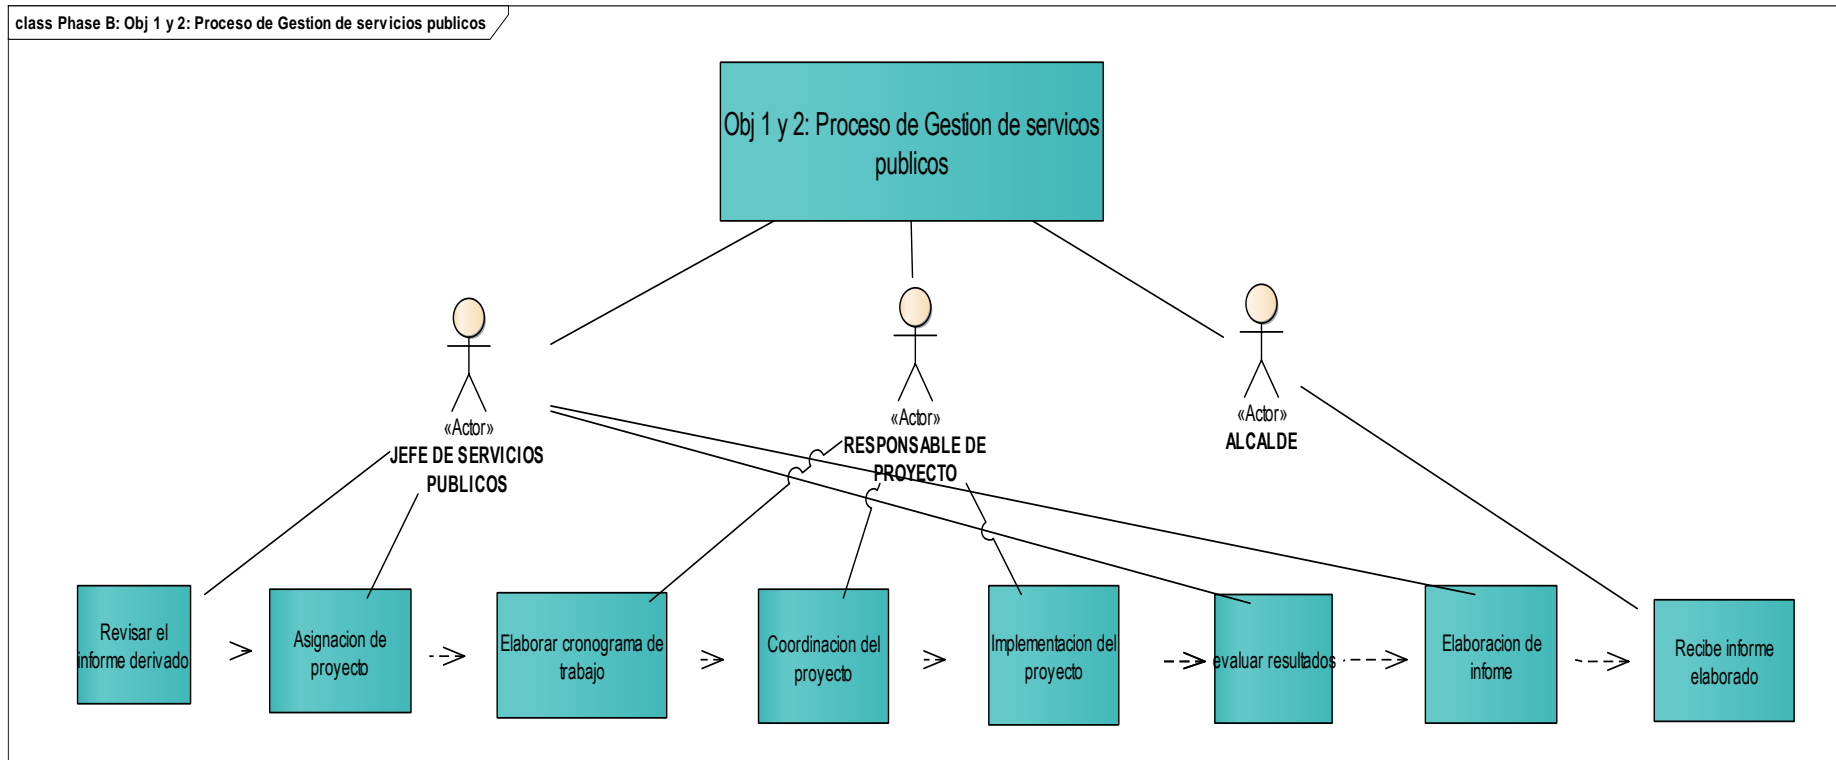 class Phase B: Obj 1 y 2: Proceso de Gestion de servicios publicos
Obj 1 y 2: Proceso de Gestion de servicos
publicos
«Actor»
JEFE DE SERVICIOS
PUBLICOS
«Actor»
RESPONSABLE DE
PROYECTO
«Actor»
ALCALDE
Revisar el
informe derivado
Asignacion de
proyecto
Elaborar cronograma de
trabajo
Coordinacion del
proyecto
Implementacion del
proyecto
evaluar resultados
Elaboracion de
infome
Recibe informe
elaborado